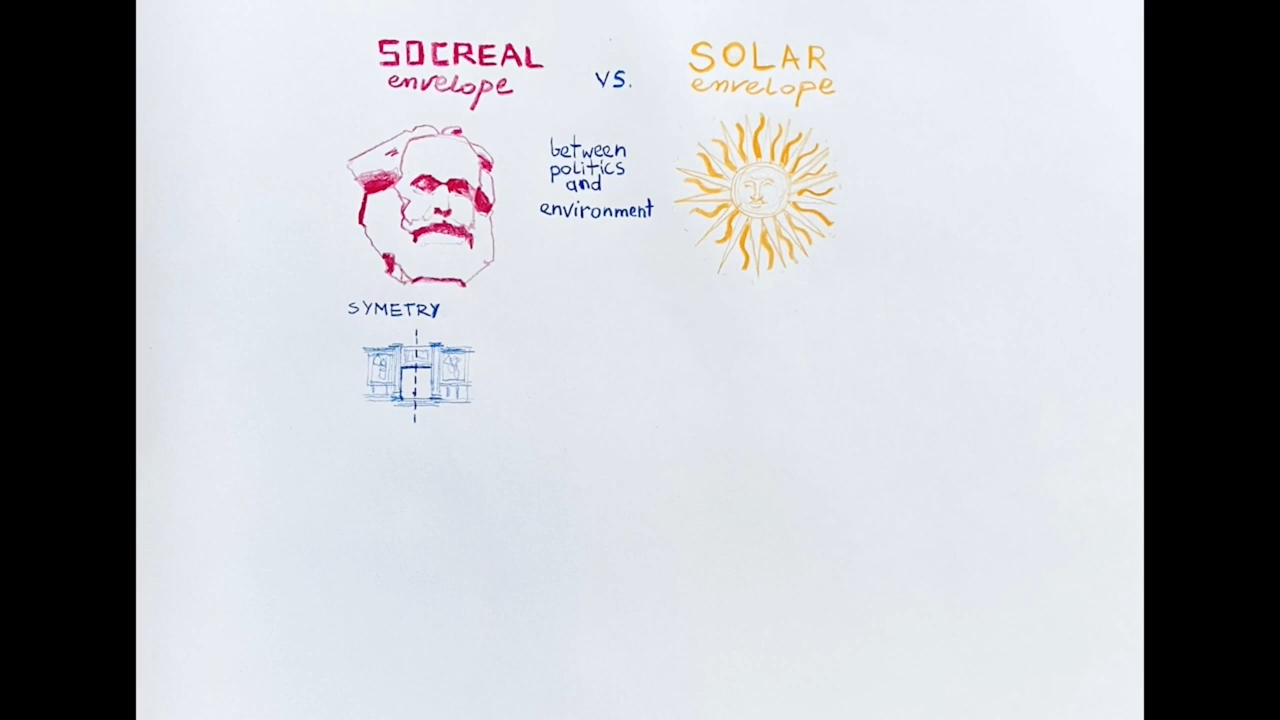 SOCREAL
envelope
VS.
SOLAR
envelope
between
politics
and
environment
SYMETRY